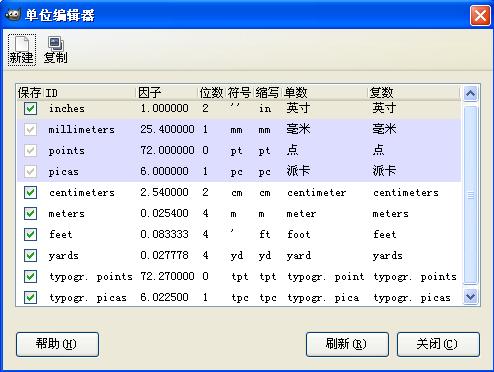 单位编辑器
新建 复制
保存 ID 因子 位数 符号 缩写 单数 复数
inches 1.000000 2 '' in 英寸 英寸
millimeters 25.400000 1 mm mm 毫米 毫米
points 72.000000 0 pt pt 点 点
picas 6.000000 1 pc pc 派卡 派卡
centimeters 2.540000 2 cm cm centimeter centimeters
meters 0.025400 4 m m meter meters
feet 0.083333 4 ' ft foot feet
yards 0.027778 4 yd yd yard yards
typogr. points 72.270000 0 tpt tpt typogr. point typogr. points
typogr. picas 6.022500 1 tpc tpc typogr. pica typogr. picas
帮助(H) 刷新(R) 关闭(C)